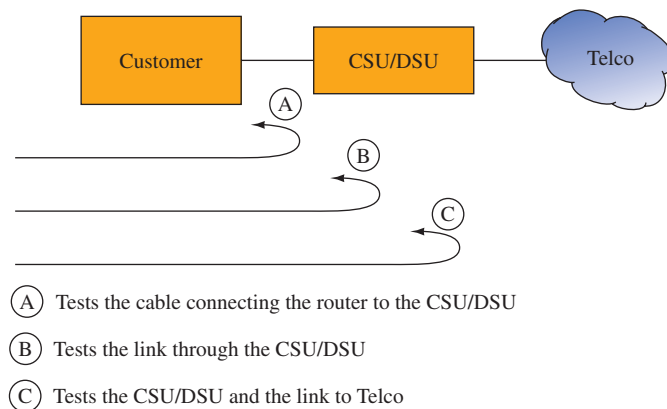 Customer
CSU/DSU
Telco
A
B
C
A Tests the cable connecting the router to the CSU/DSU
B Tests the link through the CSU/DSU
C Tests the CSU/DSU and the link to Telco